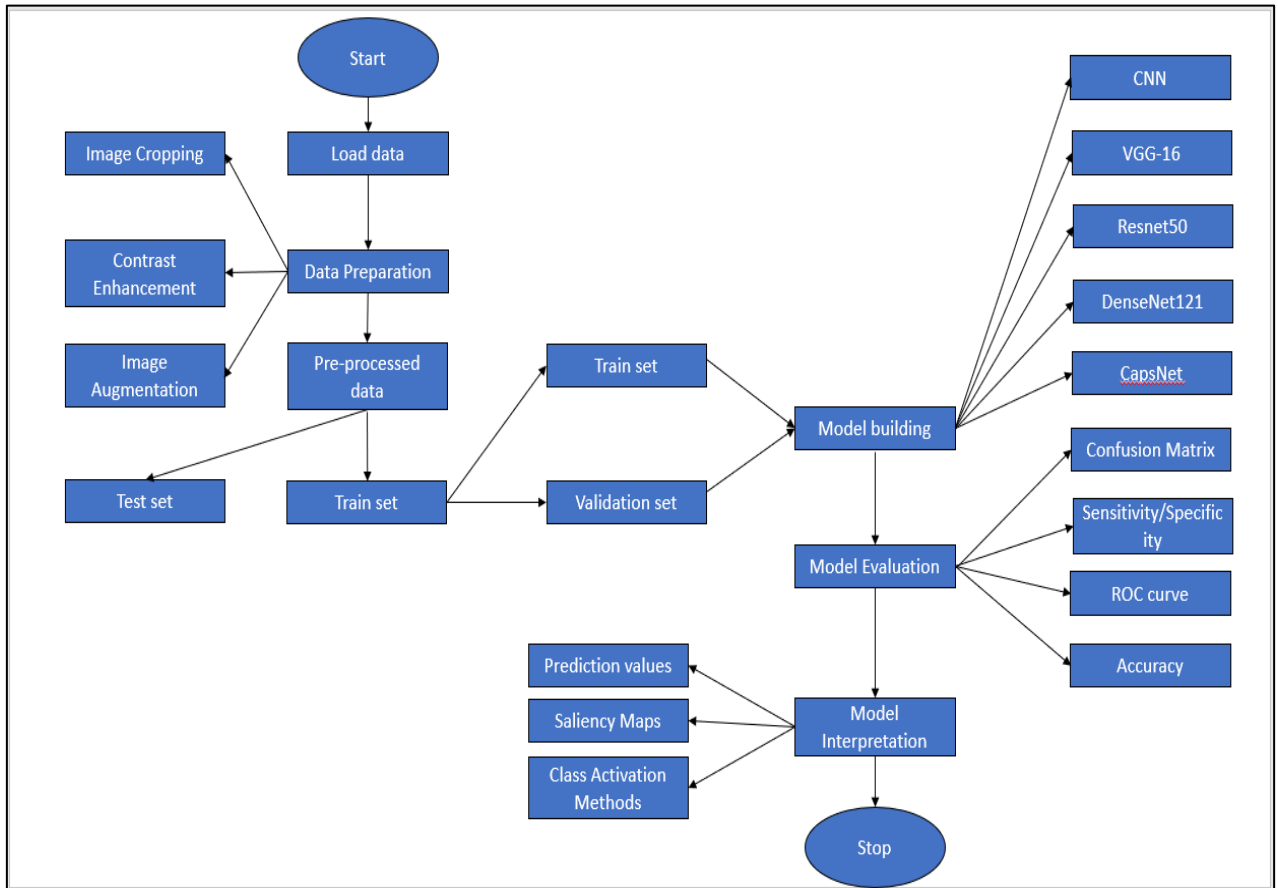 Start
Load data
Image Cropping
Data Preparation
Contrast
Enhancement
Image
Augmentation
Pre-processed
data
Test set
Train set
Train set
Validation set
Model building
CNN
VGG-16
Resnet50
DenseNet121
CapsNet
Model Evaluation
Confusion Matrix
Sensitivity/Specific
ity
ROC curve
Accuracy
Model
Interpretation
Prediction values
Saliency Maps
Class Activation
Methods
Stop